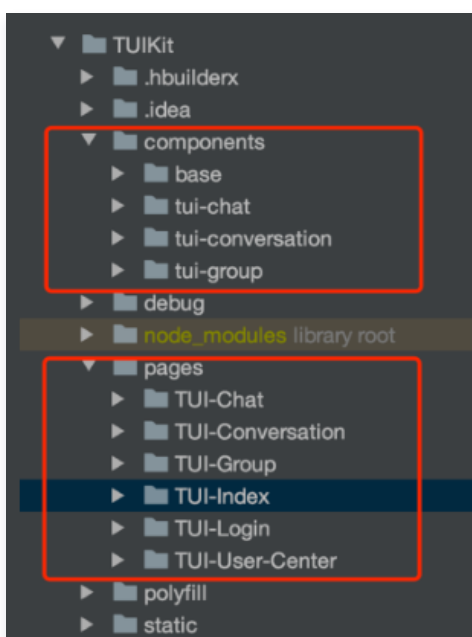 TUIKit
.hbuilderx
.idea
components
base
tui-chat
tui-conversation
tui-group
debug
node_modules library root
pages
TUI-Chat
TUI-Conversation
TUI-Group
TUI-Index
TUI-Login
TUI-User-Center
polyfill
static